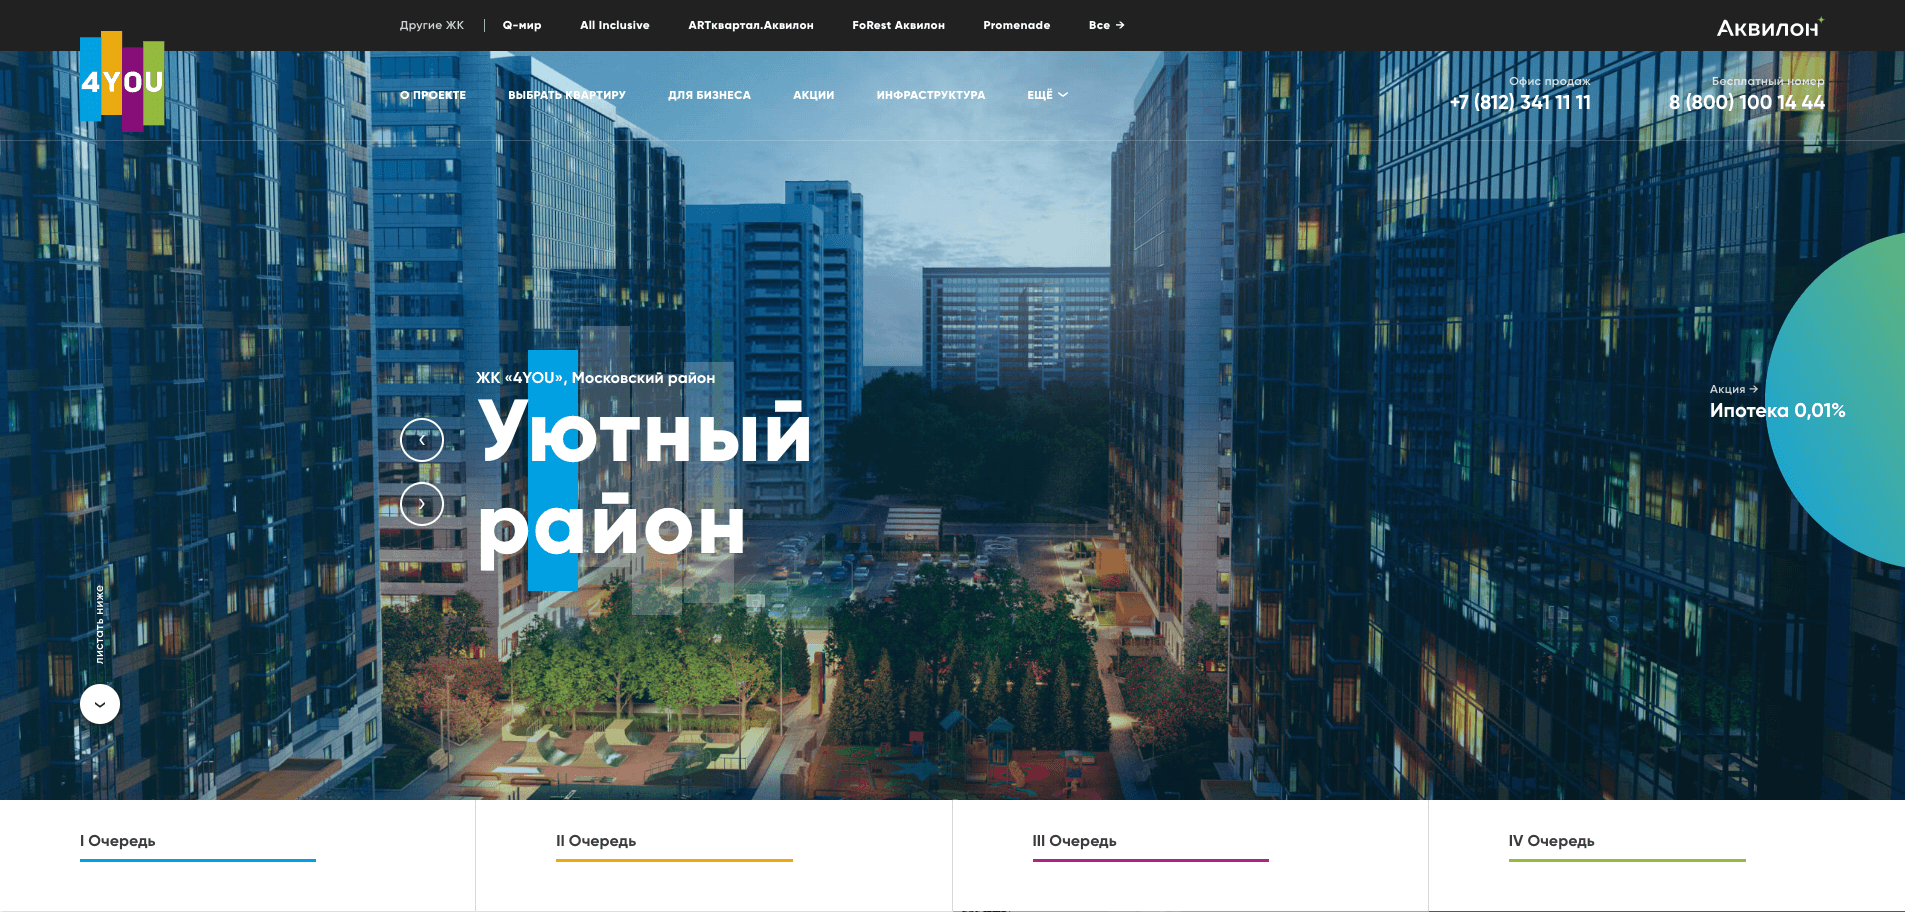 Другие ЖК
Q-мир
All Inclusive
ARTквартал.Аквилон
FoRest Аквилон
Promenade
Все →
Аквилон
4YOU
О ПРОЕКТЕ
ВЫБРАТЬ КВАРТИРУ
ДЛЯ БИЗНЕСА
АКЦИИ
ИНФРАСТРУКТУРА
ЕЩЁ
Офис продаж
+7 (812) 341 11 11
Бесплатный номер
8 (800) 100 14 44
ЖК «4YOU», Московский район
Уютный
район
Акция →
Ипотека 0,01%
листать ниже
I Очередь
II Очередь
III Очередь
IV Очередь